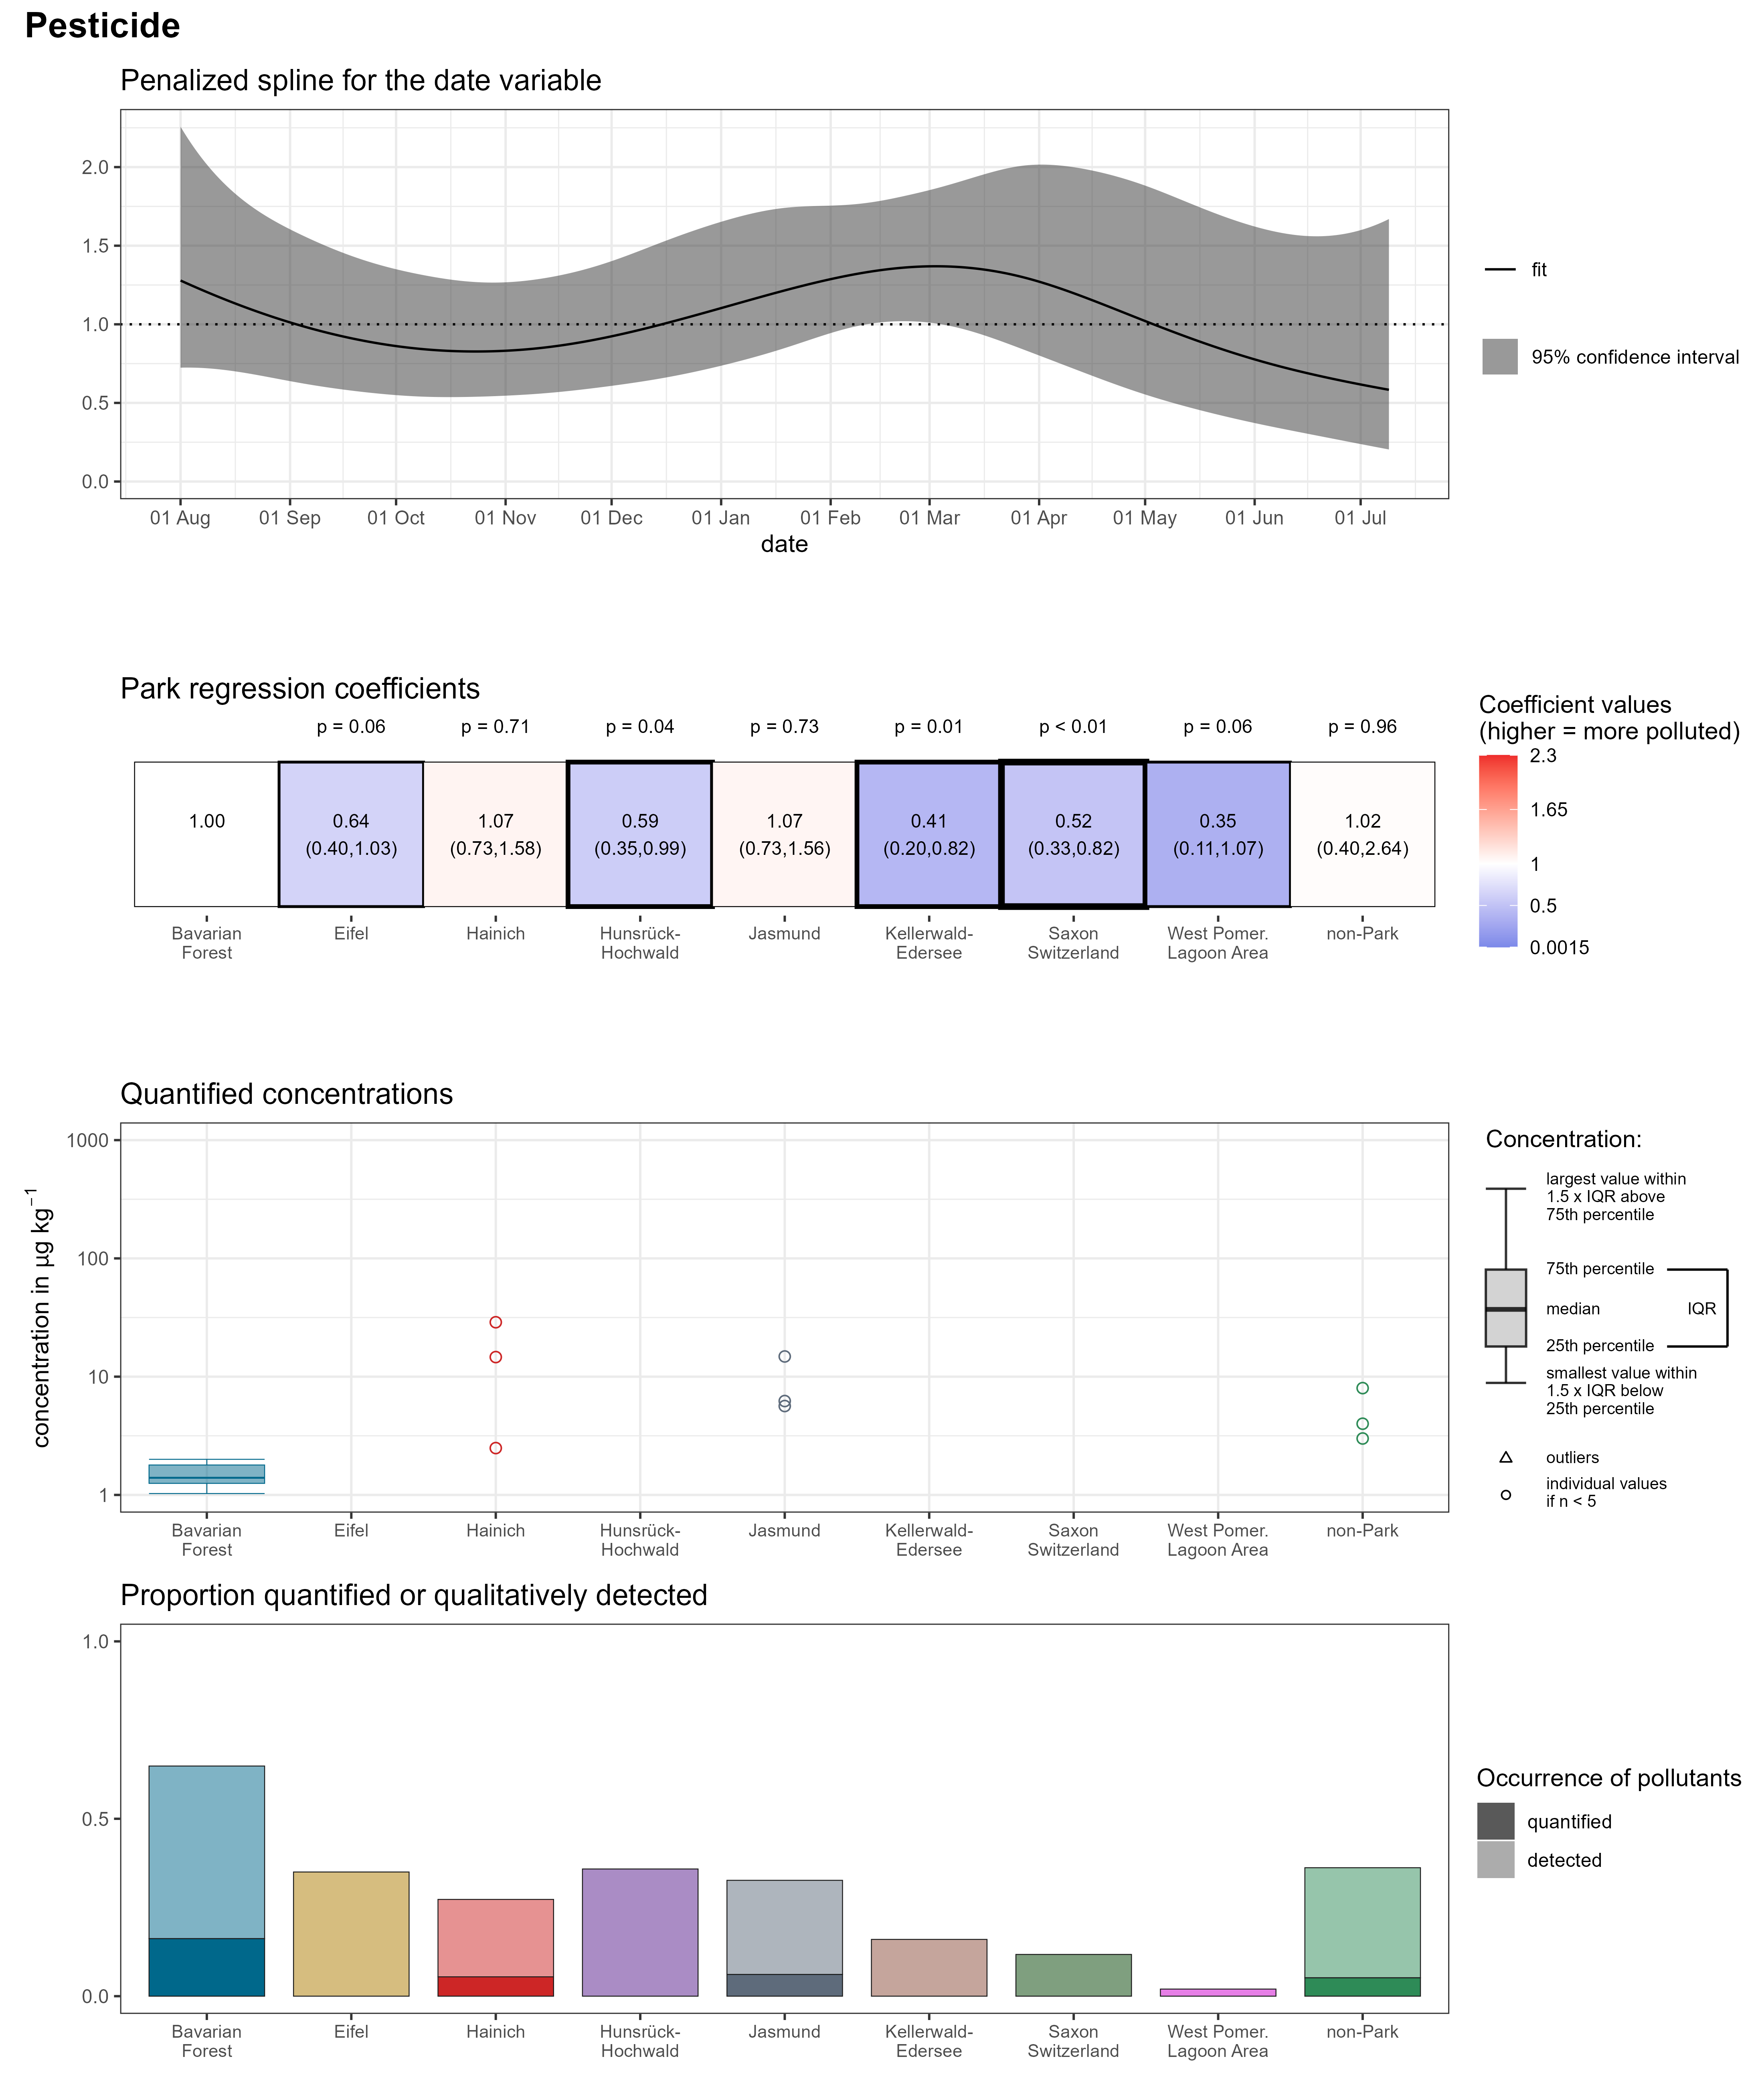 Pesticide
Penalized spline for the date variable
2.0
1.5
1.0
0.5
0.0
01 Aug 01 Sep 01 Oct 01 Nov 01 Dec 01 Jan 01 Feb 01 Mar 01 Apr 01 May 01 Jun 01 Jul
date
fit
95% confidence interval
Park regression coefficients
p = 0.06 p = 0.71 p = 0.04 p = 0.73 p = 0.01 p < 0.01 p = 0.06 p = 0.96
1.00 0.64 1.07 0.59 1.07 0.41 0.52 0.35 1.02
(0.40,1.03) (0.73,1.58) (0.35,0.99) (0.73,1.56) (0.20,0.82) (0.33,0.82) (0.11,1.07) (0.40,2.64)
Bavarian Eifel Hainich Hunsrück- Jasmund Kellerwald- Saxon West Pomer. non-Park
Forest Hochwald Edersee Switzerland Lagoon Area
Coefficient values
(higher = more polluted)
2.3
1.65
1
0.5
0.0015
Quantified concentrations
concentration in µg kg⁻¹
1000
100
10
1
Bavarian Eifel Hainich Hunsrück- Jasmund Kellerwald- Saxon West Pomer. non-Park
Forest Hochwald Edersee Switzerland Lagoon Area
Concentration:
largest value within
1.5 x IQR above
75th percentile
75th percentile
median IQR
25th percentile
smallest value within
1.5 x IQR below
25th percentile
outliers
individual values
if n < 5
Proportion quantified or qualitatively detected
1.0
0.5
0.0
Bavarian Eifel Hainich Hunsrück- Jasmund Kellerwald- Saxon West Pomer. non-Park
Forest Hochwald Edersee Switzerland Lagoon Area
Occurrence of pollutants
quantified
detected